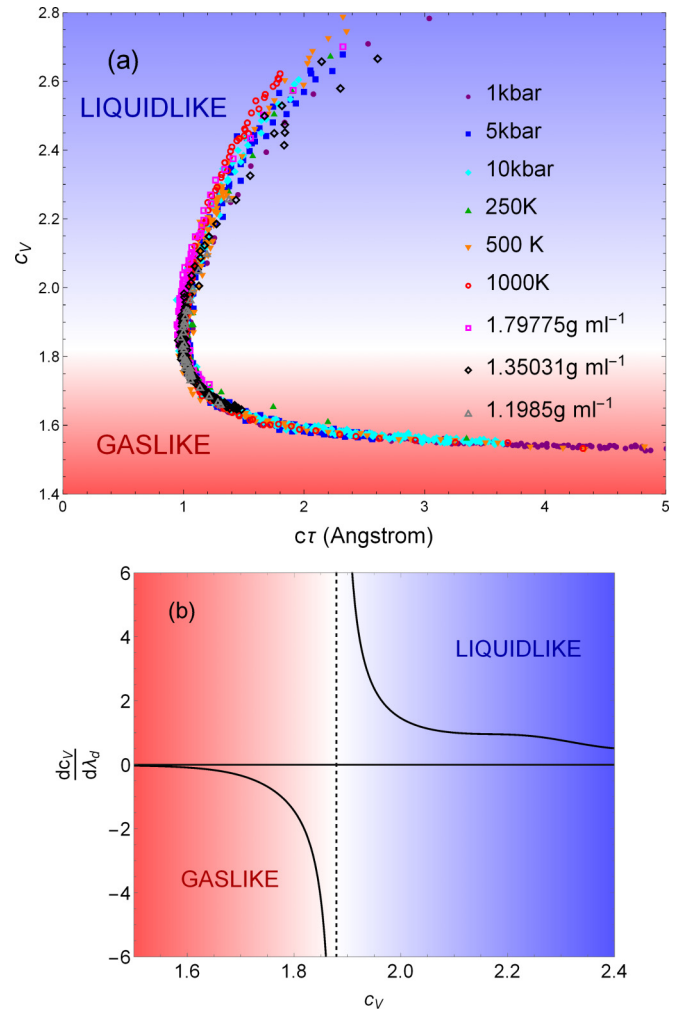 (a)
LIQUIDLIKE
GASLIKE
1kbar
5kbar
10kbar
250K
500 K
1000K
1.79775g ml⁻¹
1.35031g ml⁻¹
1.1985g ml⁻¹
2.8
2.6
2.4
2.2
2.0
1.8
1.6
1.4
c_V
0 1 2 3 4 5
cτ (Angstrom)
(b)
LIQUIDLIKE
GASLIKE
6
4
2
0
-2
-4
-6
dc_V
dλ_d
1.6 1.8 2.0 2.2 2.4
c_V